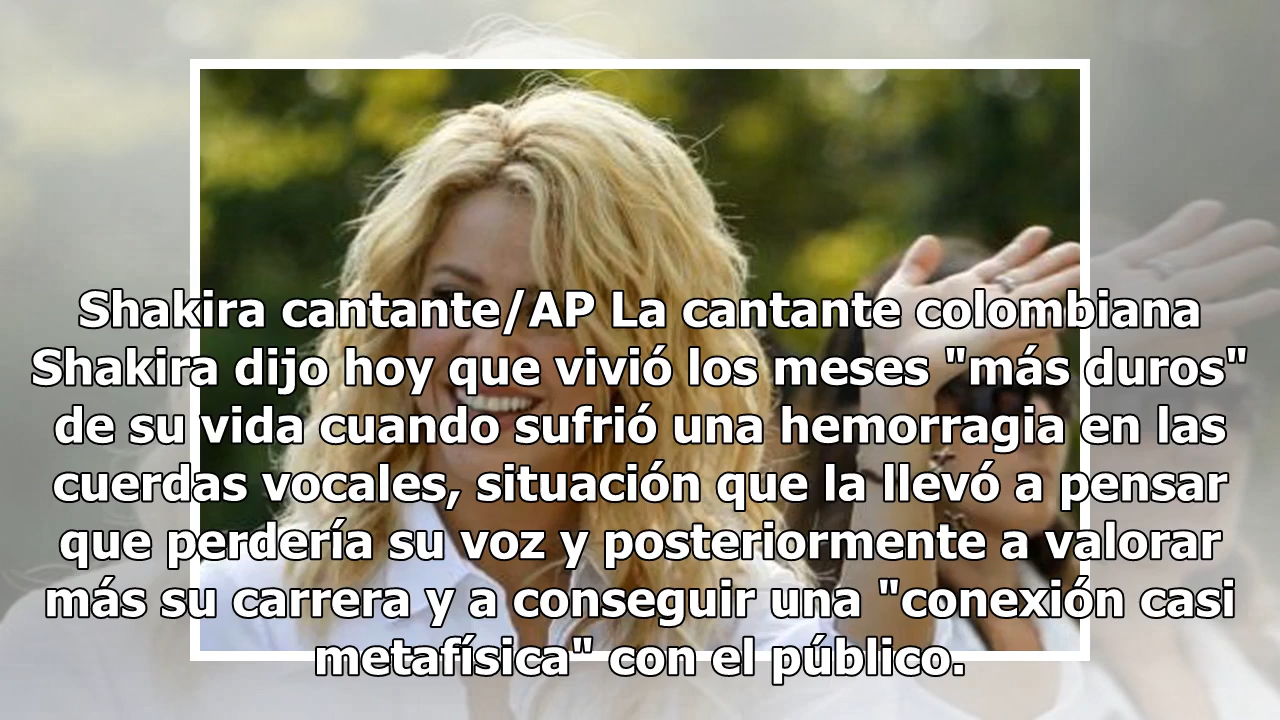 Shakira cantante/AP La cantante colombiana
Shakira dijo hoy que vivió los meses "más duros"
de su vida cuando sufrió una hemorragia en las
cuerdas vocales, situación que la llevó a pensar
que perdería su voz y posteriormente a valorar
más su carrera y a conseguir una "conexión casi
metafísica" con el público.